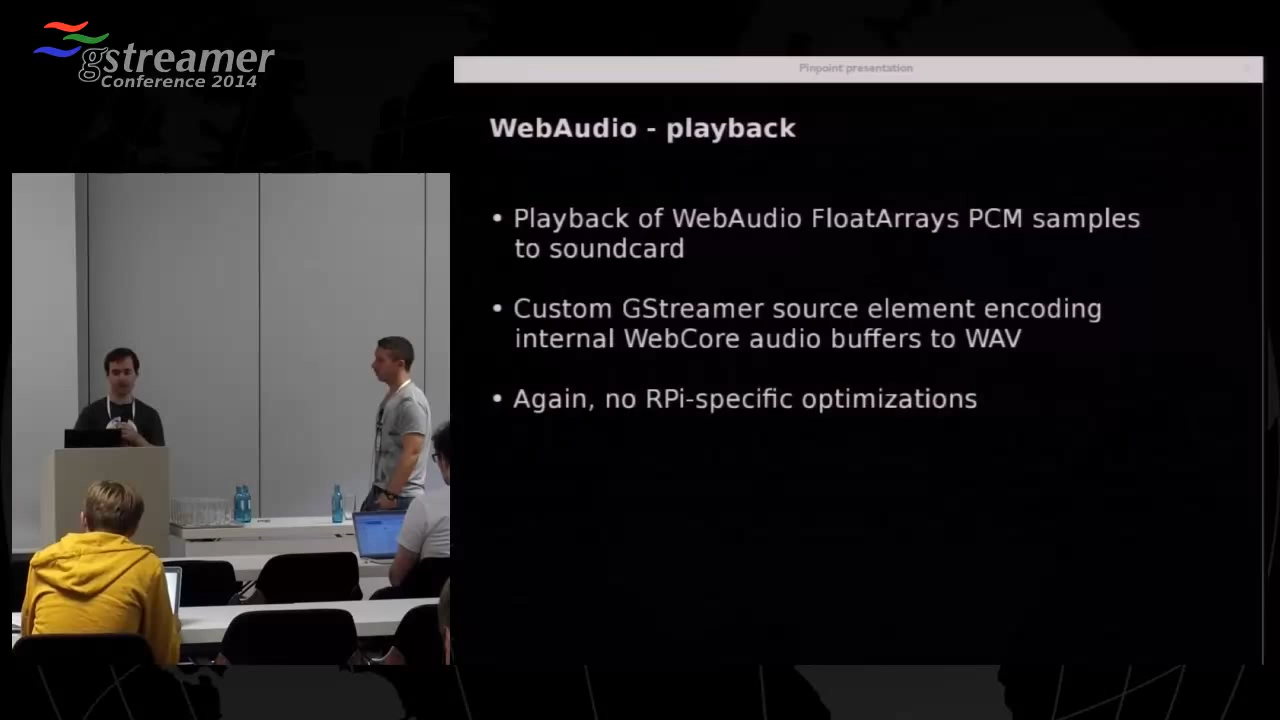 gstreamer
Conference 2014
Pinpoint presentation
WebAudio - playback
• Playback of WebAudio FloatArrays PCM samples
to soundcard
• Custom GStreamer source element encoding
internal WebCore audio buffers to WAV
• Again, no RPi-specific optimizations